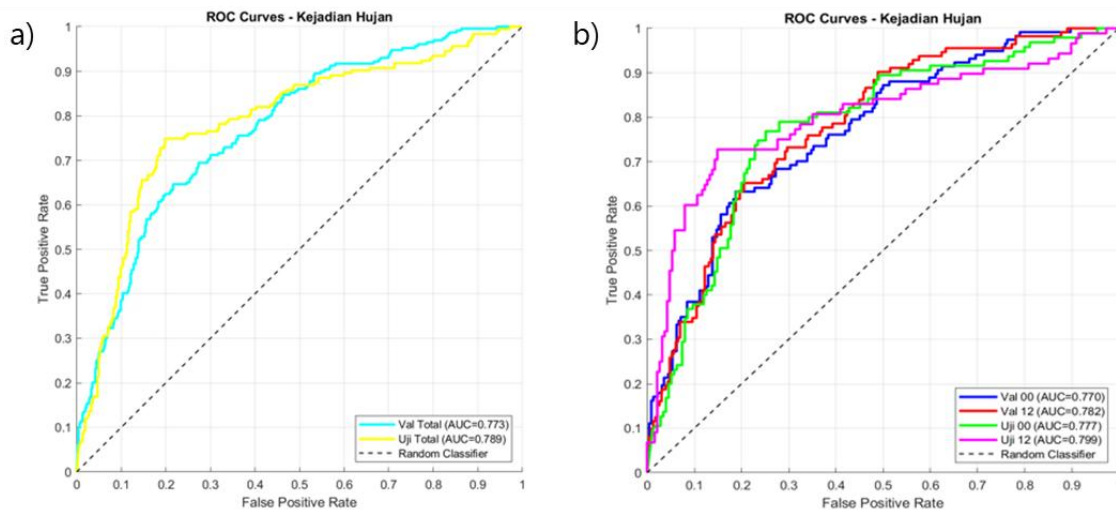 a)
ROC Curves - Kejadian Hujan
True Positive Rate
1
0.9
0.8
0.7
0.6
0.5
0.4
0.3
0.2
0.1
0
0 0.1 0.2 0.3 0.4 0.5 0.6 0.7 0.8 0.9 1
False Positive Rate
Val Total (AUC=0.773)
Uji Total (AUC=0.789)
Random Classifier
b)
ROC Curves - Kejadian Hujan
True Positive Rate
1
0.9
0.8
0.7
0.6
0.5
0.4
0.3
0.2
0.1
0
0 0.1 0.2 0.3 0.4 0.5 0.6 0.7 0.8 0.9
False Positive Rate
Val 00 (AUC=0.770)
Val 12 (AUC=0.782)
Uji 00 (AUC=0.777)
Uji 12 (AUC=0.799)
Random Classifier